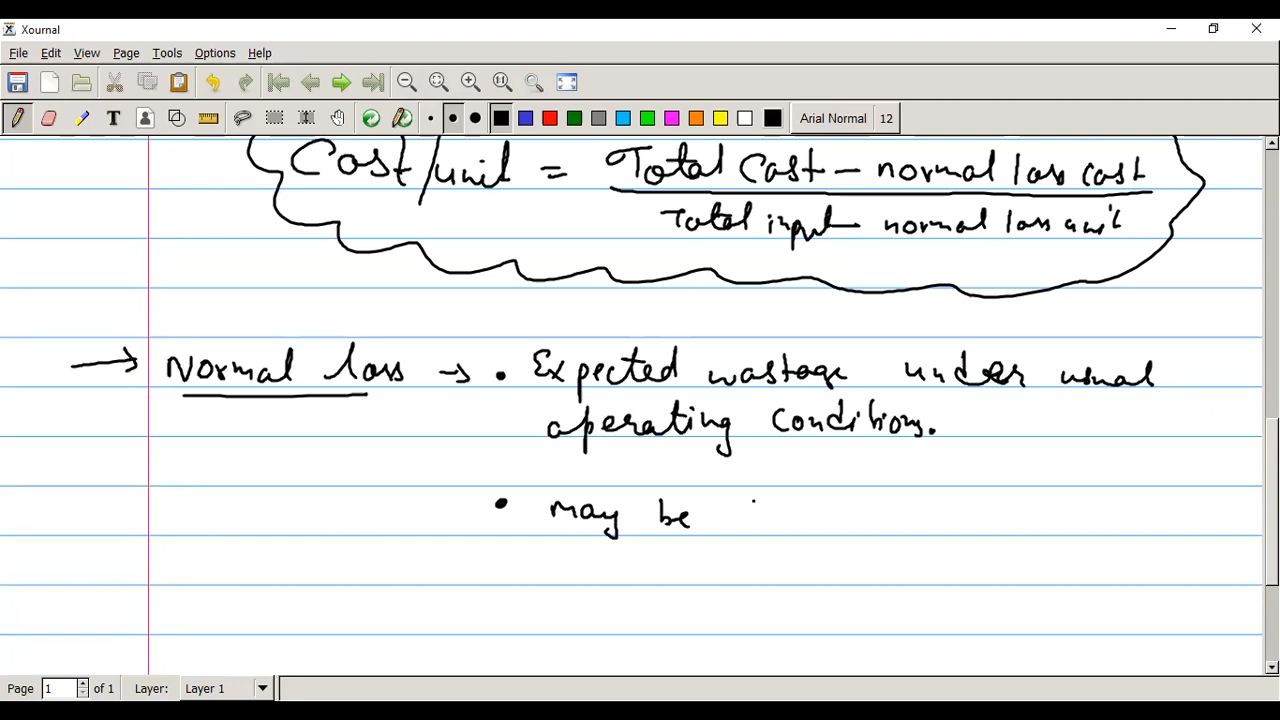 Xournal
File Edit View Page Tools Options Help
Arial Normal 12
Cost/unit = Total Cost - normal loss cost
Total input - normal loss unit
→ Normal loss → • Expected wastage under usual
operating conditions.
• may be
Page 1 of 1 Layer: Layer 1